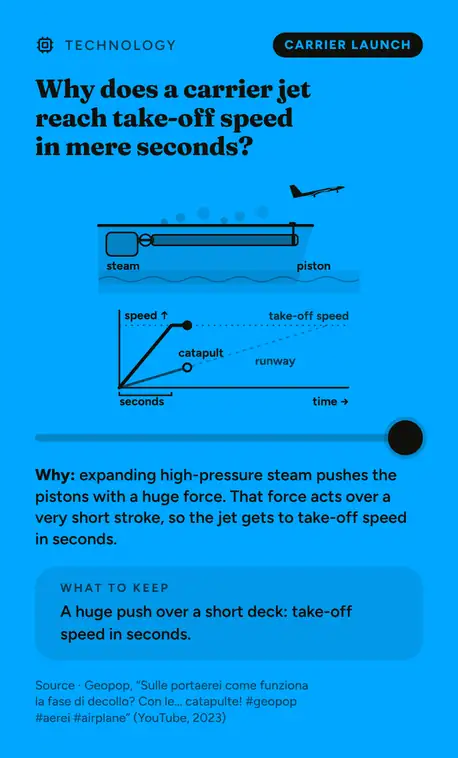 TECHNOLOGY
CARRIER LAUNCH
Why does a carrier jet
reach take-off speed
in mere seconds?
steam
piston
speed ↑
take-off speed
catapult
runway
seconds
time →
Why: expanding high-pressure steam pushes the
pistons with a huge force. That force acts over a
very short stroke, so the jet gets to take-off speed
in seconds.
WHAT TO KEEP
A huge push over a short deck: take-off
speed in seconds.
Source · Geopop, “Sulle portaerei come funziona
la fase di decollo? Con le... catapulte! #geopop
#aerei #airplane” (YouTube, 2023)